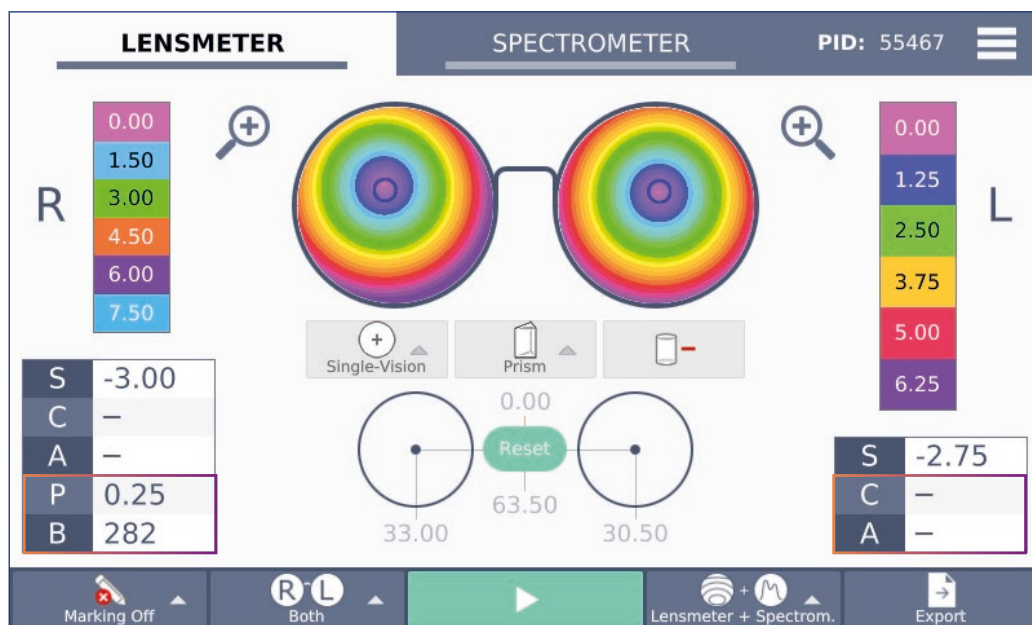 LENSMETER
SPECTROMETER
PID: 55467
R
0.00
1.50
3.00
4.50
6.00
7.50
L
0.00
1.25
2.50
3.75
5.00
6.25
Single-Vision
Prism
S -3.00
C –
A –
P 0.25
B 282
0.00
Reset
63.50
33.00
30.50
S -2.75
C –
A –
Marking Off
R-L
Both
Lensmeter + Spectrom.
Export